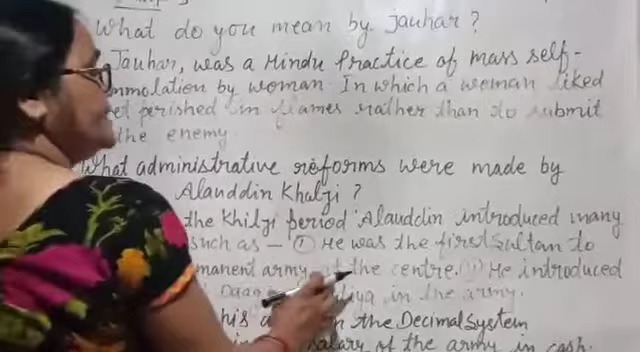 What do you mean by Jauhar?
Jauhar, was a Hindu Practice of mass self-
mmolation by woman. In which a woman liked
perished in flames rather than to submit
the enemy.
What administrative reforms were made by
Alauddin Khalji?
the Khilji period Alauddin introduced many
such as — ① He was the first Sultan to
manent army at the centre. He introduced
in the army.
his the Decimal System
salary of the army in cash.